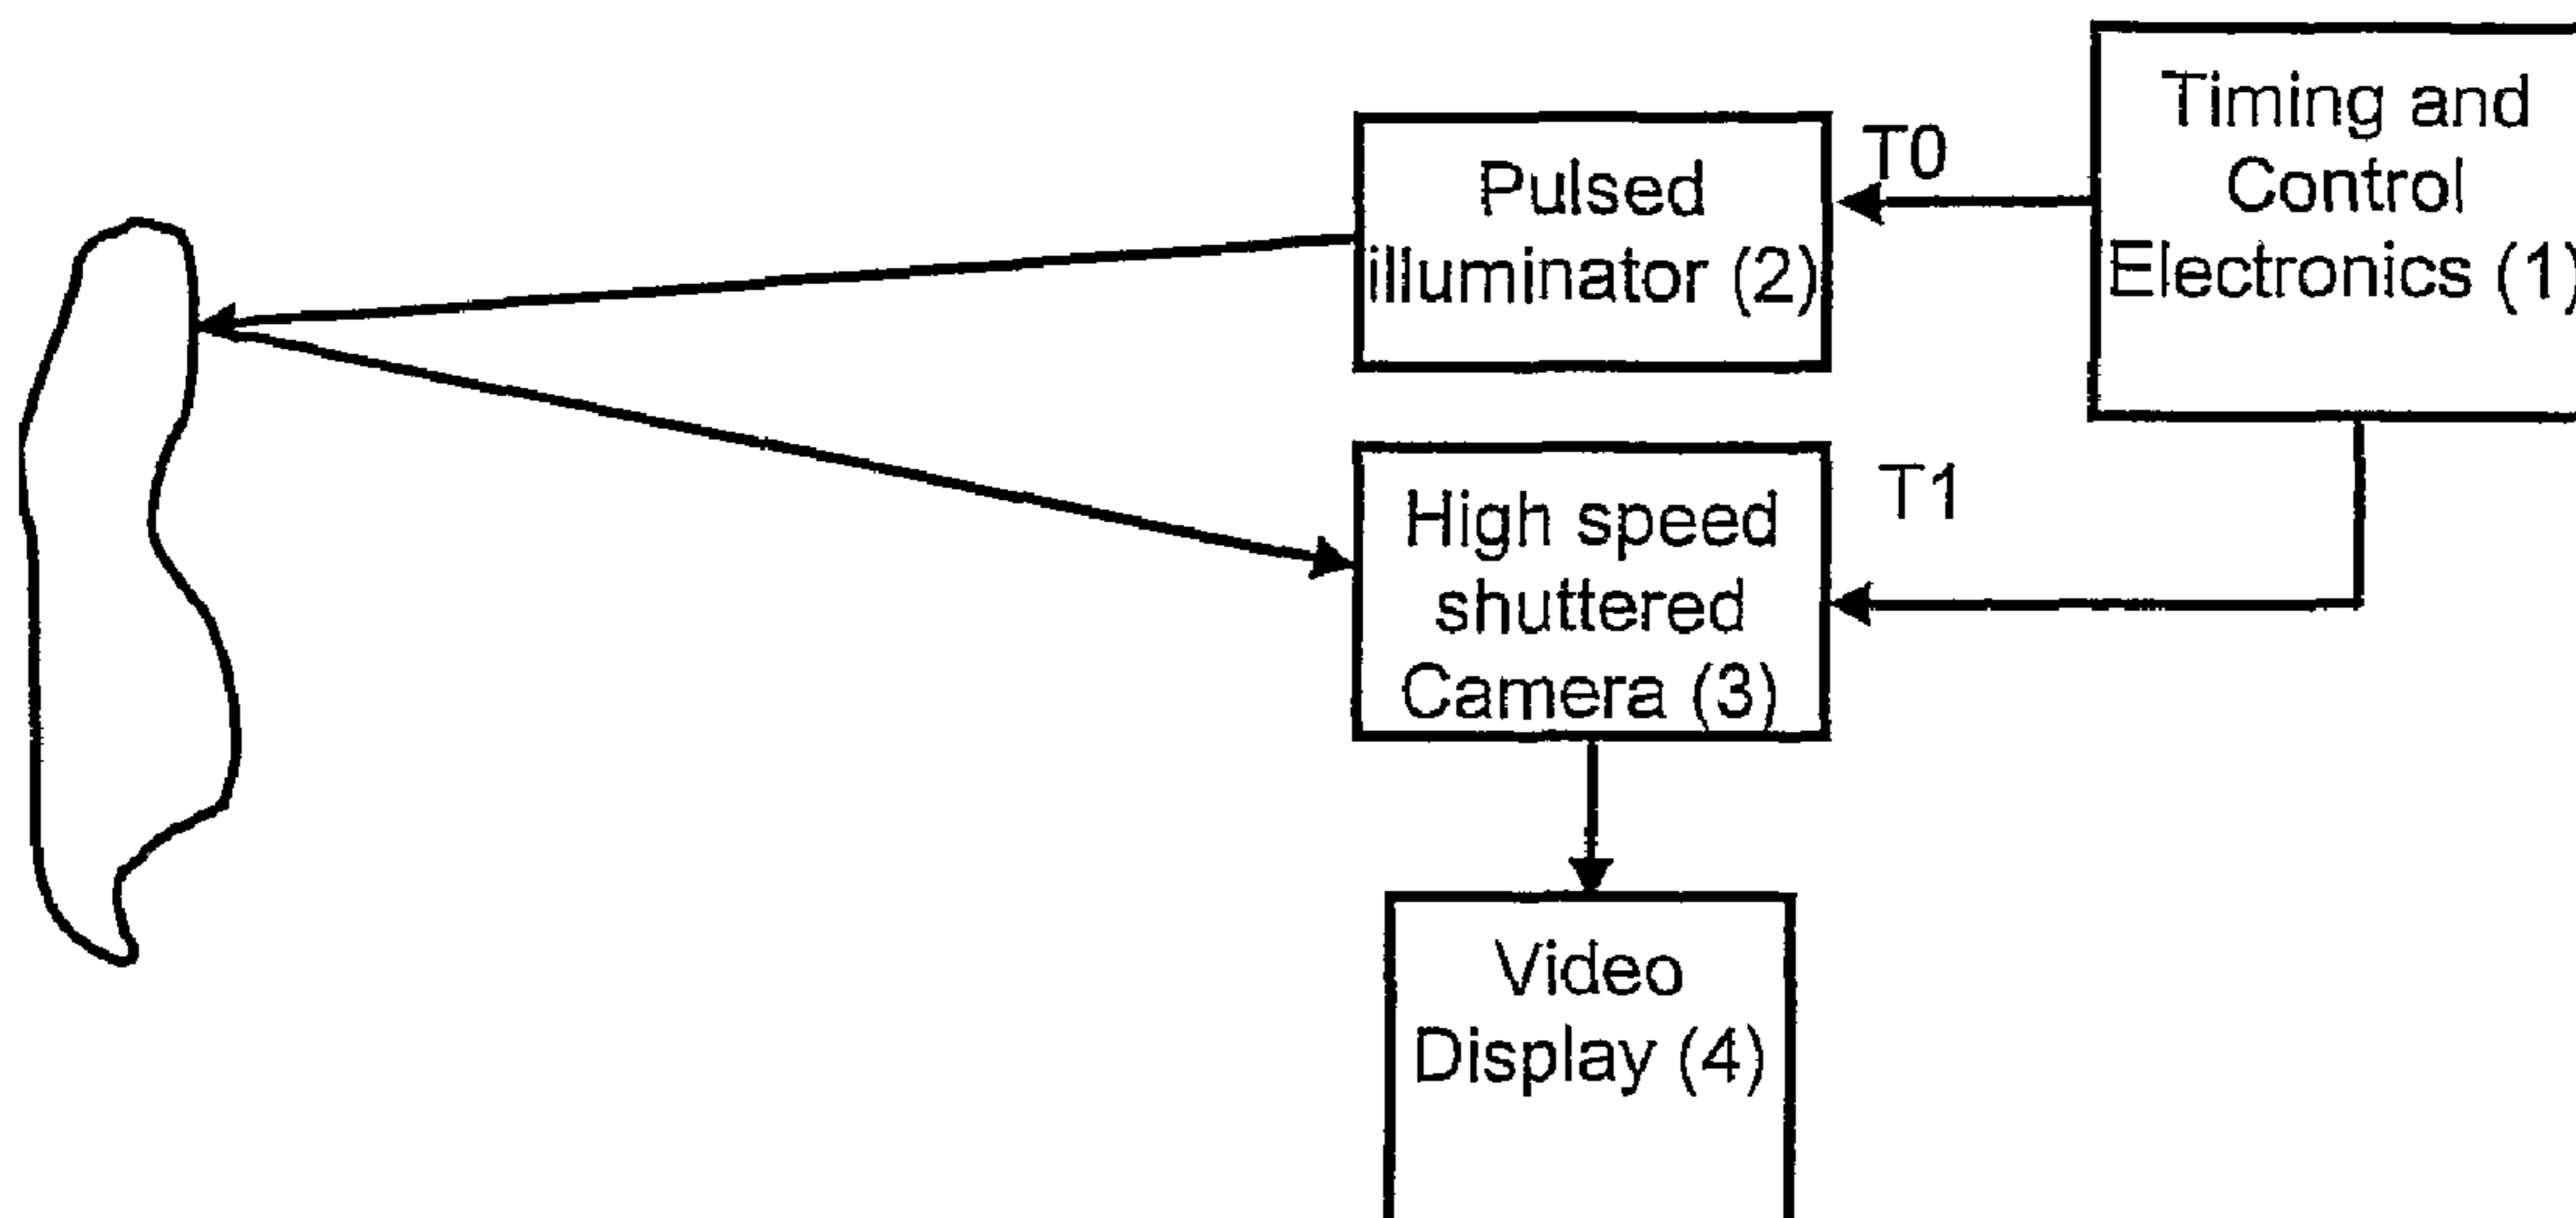 Timing and
Control
Electronics (1)
T0
Pulsed
illuminator (2)
T1
High speed
shuttered
Camera (3)
Video
Display (4)